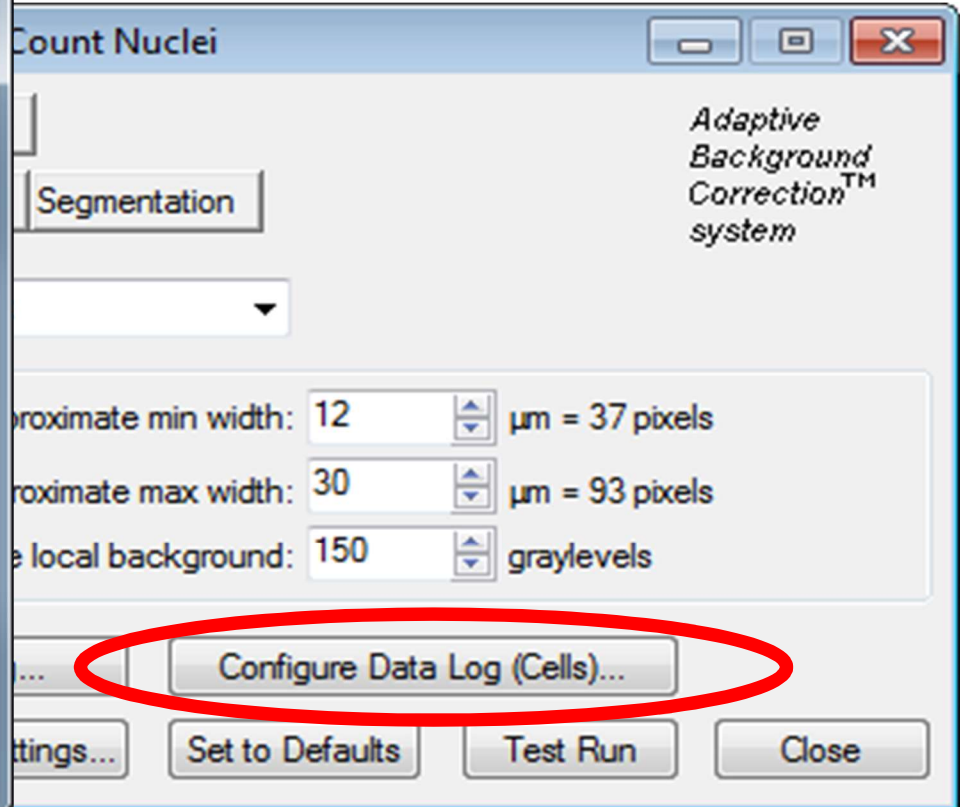 Count Nuclei
Adaptive
Background
Correction™
system
Segmentation
proximate min width: 12 µm = 37 pixels
roximate max width: 30 µm = 93 pixels
e local background: 150 graylevels
... Configure Data Log (Cells)...
ttings... Set to Defaults Test Run Close